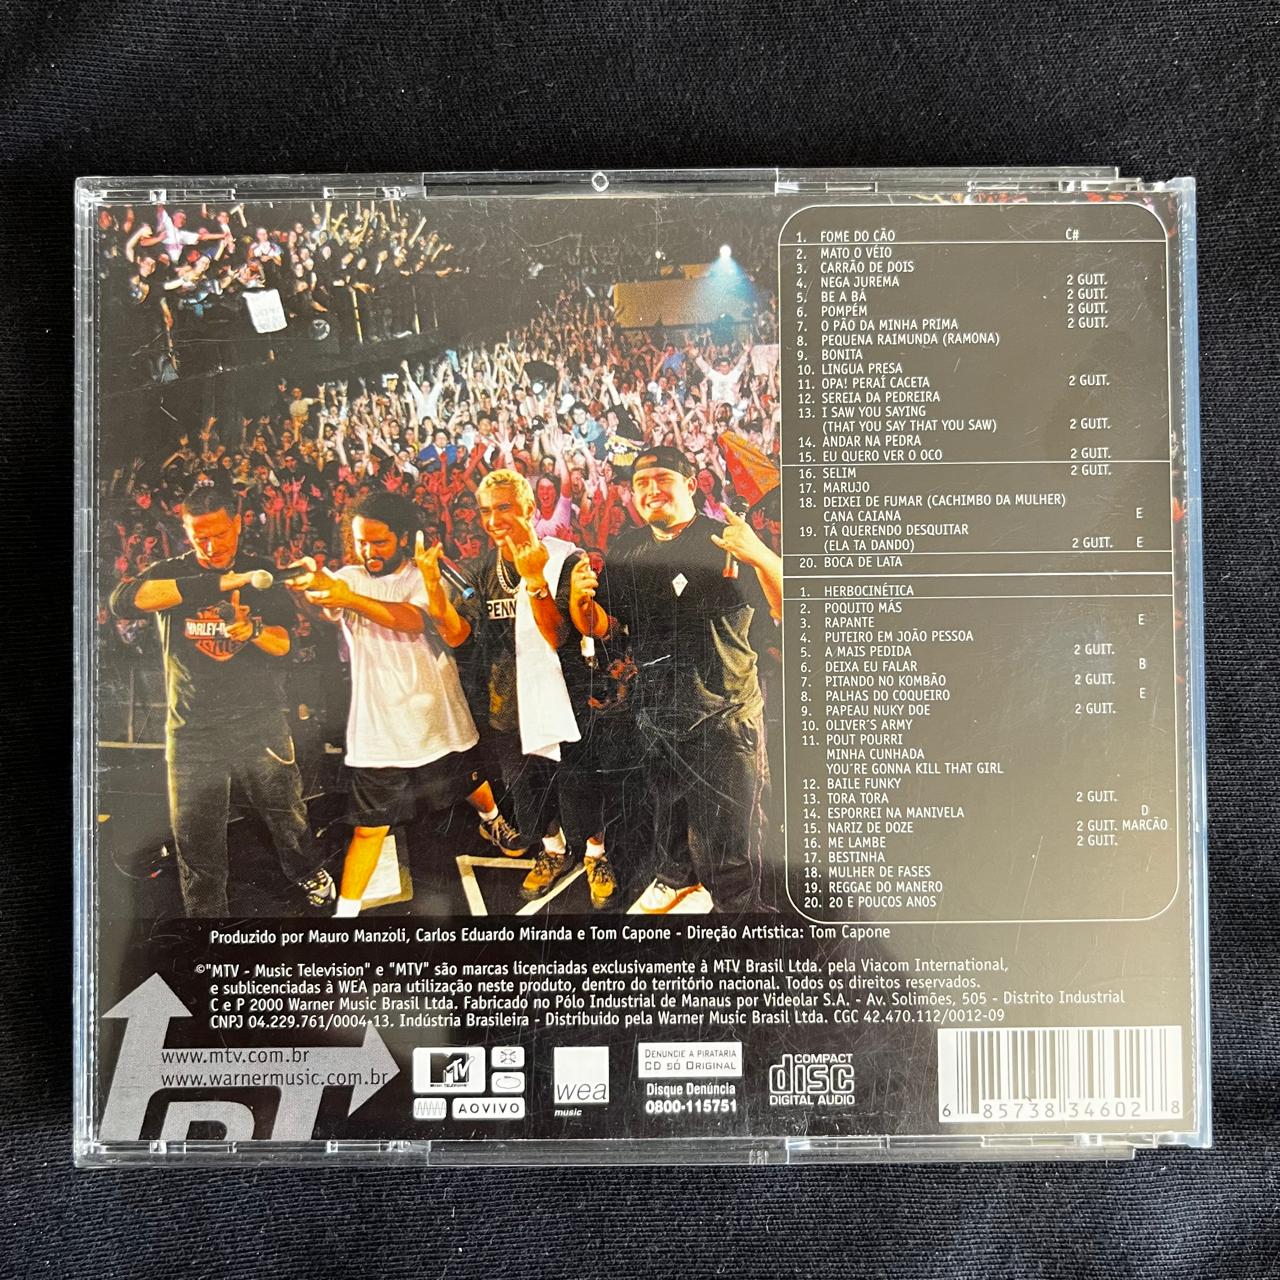 1. FOME DO CÃO C#
2. MATO O VÉIO
3. CARRÃO DE DOIS
4. NEGA JUREMA 2 GUIT.
5. BE A BÁ 2 GUIT.
6. POMPÉM 2 GUIT.
7. O PÃO DA MINHA PRIMA 2 GUIT.
8. PEQUENA RAIMUNDA (RAMONA)
9. BONITA
10. LINGUA PRESA
11. OPA! PERAÍ CACETA 2 GUIT.
12. SEREIA DA PEDREIRA
13. I SAW YOU SAYING
(THAT YOU SAY THAT YOU SAW) 2 GUIT.
14. ANDAR NA PEDRA
15. EU QUERO VER O OCO 2 GUIT.
16. SELIM 2 GUIT.
17. MARUJO
18. DEIXEI DE FUMAR (CACHIMBO DA MULHER)
CANA CAIANA E
19. TÁ QUERENDO DESQUITAR
(ELA TA DANDO) 2 GUIT. E
20. BOCA DE LATA
1. HERBOCINÉTICA
2. POQUITO MÁS
3. RAPANTE E
4. PUTEIRO EM JOÃO PESSOA
5. A MAIS PEDIDA 2 GUIT.
6. DEIXA EU FALAR B
7. PITANDO NO KOMBÃO 2 GUIT.
8. PALHAS DO COQUEIRO E
9. PAPEAU NUKY DOE 2 GUIT.
10. OLIVER´S ARMY
11. POUT POURRI
MINHA CUNHADA
YOU´RE GONNA KILL THAT GIRL
12. BAILE FUNKY
13. TORA TORA 2 GUIT.
14. ESPORREI NA MANIVELA D
15. NARIZ DE DOZE 2 GUIT. MARCÃO
16. ME LAMBE 2 GUIT.
17. BESTINHA
18. MULHER DE FASES
19. REGGAE DO MANERO
20. 20 E POUCOS ANOS
HARLEY-D
PENN
Produzido por Mauro Manzoli, Carlos Eduardo Miranda e Tom Capone - Direção Artística: Tom Capone
©"MTV - Music Television" e "MTV" são marcas licenciadas exclusivamente à MTV Brasil Ltda. pela Viacom International,
e sublicenciadas à WEA para utilização neste produto, dentro do território nacional. Todos os direitos reservados.
C e P 2000 Warner Music Brasil Ltda. Fabricado no Pólo Industrial de Manaus por Videolar S.A. - Av. Solimões, 505 - Distrito Industrial
CNPJ 04.229.761/0004-13. Indústria Brasileira - Distribuido pela Warner Music Brasil Ltda. CGC 42.470.112/0012-09
www.mtv.com.br
www.warnermusic.com.br
MTV
MUSIC TELEVISION
AO VIVO
wea
music
DENUNCIE A PIRATARIA
CD SÓ ORIGINAL
Disque Denúncia
0800-115751
COMPACT
disc
DIGITAL AUDIO
6 85738 34602 8